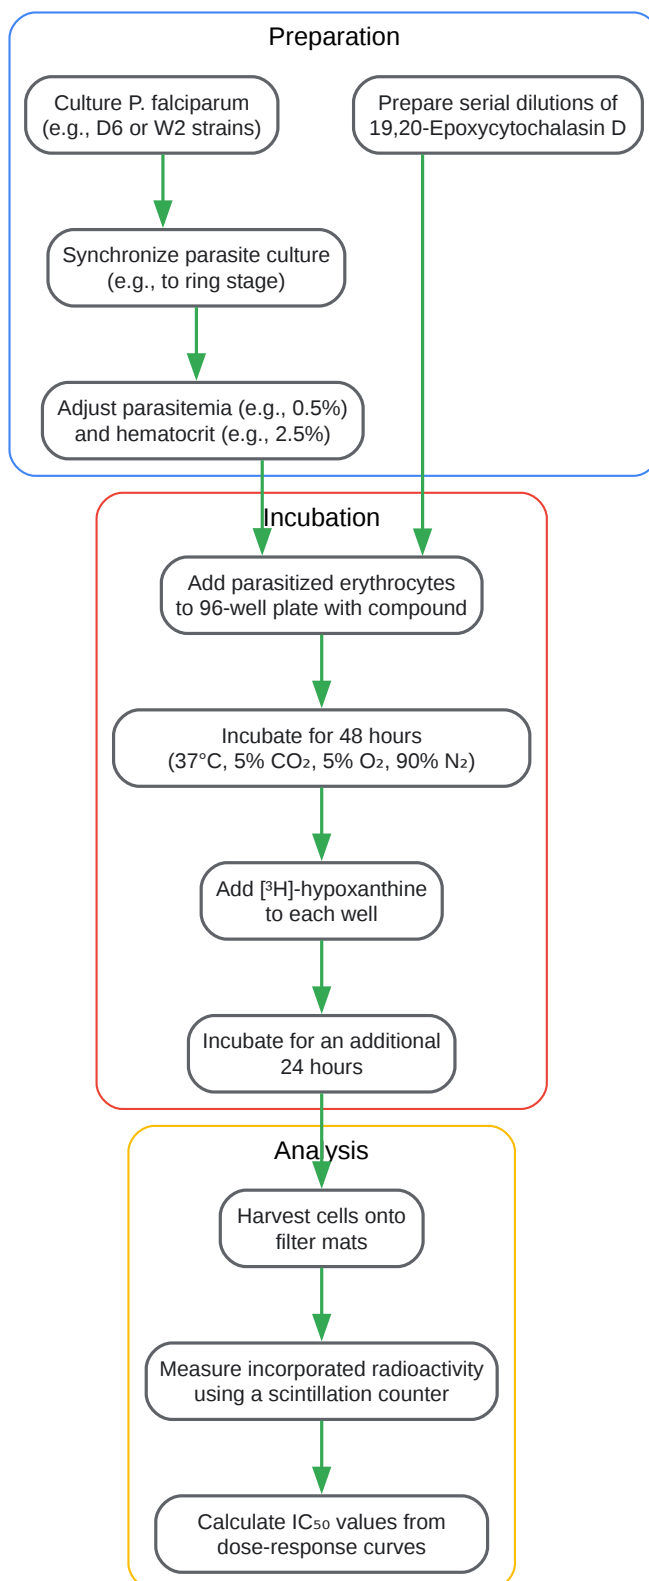 Preparation
Culture P. falciparum
(e.g., D6 or W2 strains)
Prepare serial dilutions of
19,20-Epoxycytochalasin D
Synchronize parasite culture
(e.g., to ring stage)
Adjust parasitemia (e.g., 0.5%)
and hematocrit (e.g., 2.5%)
Incubation
Add parasitized erythrocytes
to 96-well plate with compound
Incubate for 48 hours
(37°C, 5% CO₂, 5% O₂, 90% N₂)
Add [³H]-hypoxanthine
to each well
Incubate for an additional
24 hours
Analysis
Harvest cells onto
filter mats
Measure incorporated radioactivity
using a scintillation counter
Calculate IC₅₀ values from
dose-response curves